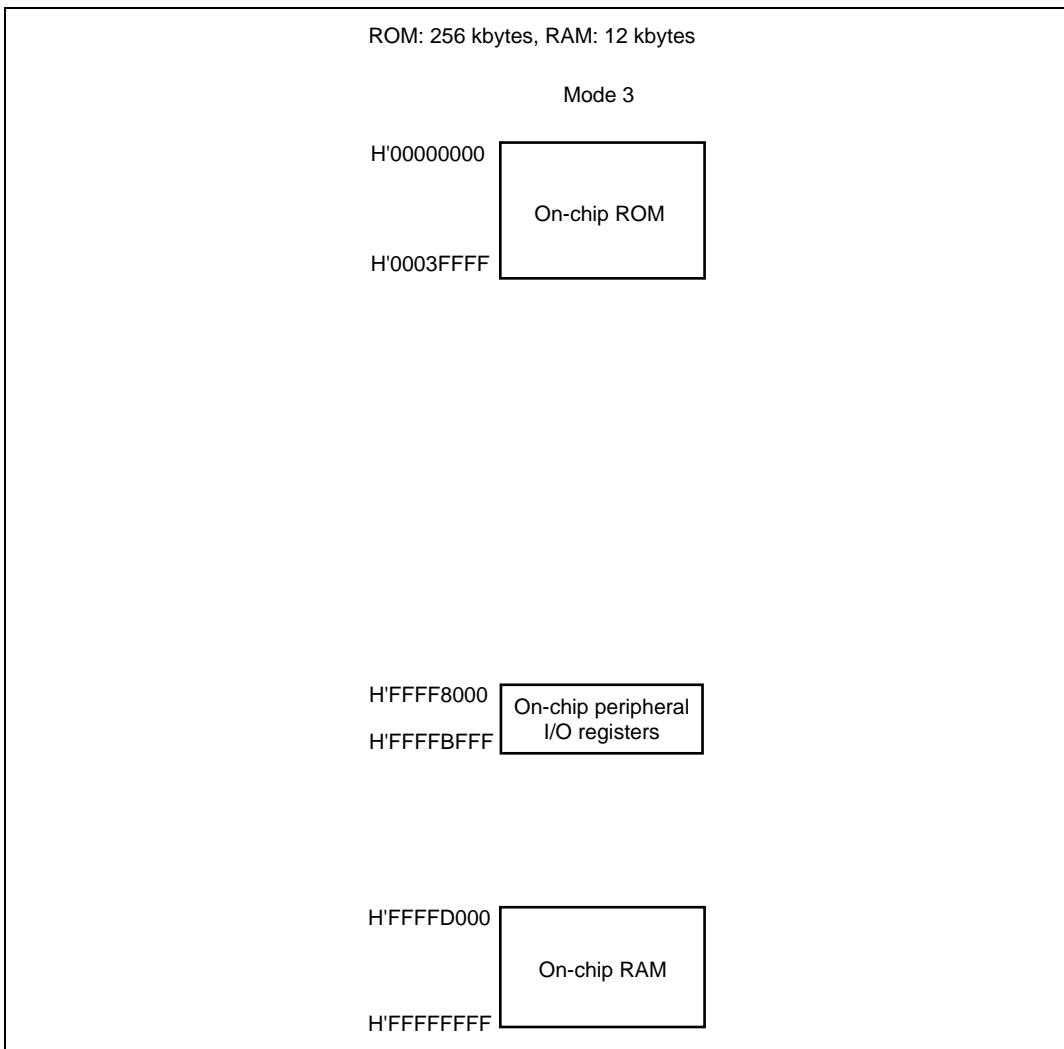 ROM: 256 kbytes, RAM: 12 kbytes
Mode 3
H'00000000
On-chip ROM
H'0003FFFF
H'FFFF8000
On-chip peripheral
I/O registers
H'FFFFBFFF
H'FFFFD000
On-chip RAM
H'FFFFFFFF